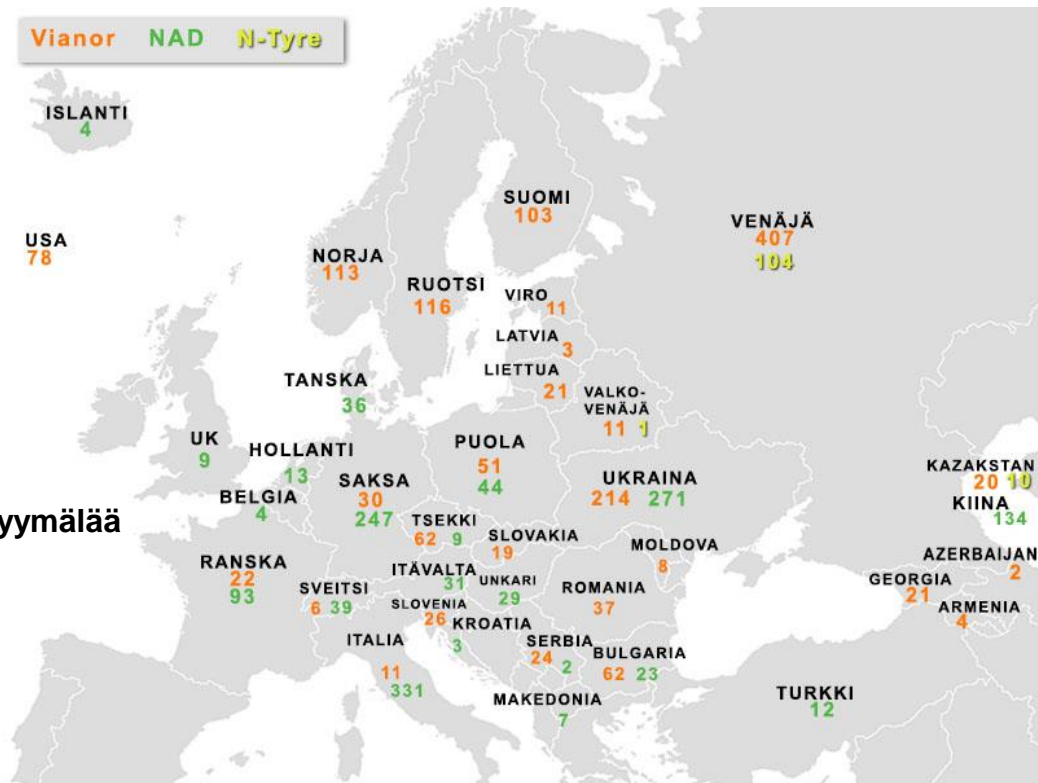 Vianor NAD N-Tyre
ISLANTI
4
SUOMI
103
VENÄJÄ
407
104
USA
78
NORJA
113
RUOTSI
116
VIRO
11
LATVIA
3
LIETTUA
21
TANSKA
36
VALKO-
VENÄJÄ
11 1
UK
9
HOLLANTI
13
PUOLA
51
44
BELGIA
4
SAKSA
30
247
UKRAINA
214 271
KAZAKSTAN
20 10
KIINA
134
yymälää
TSEKKI
62 9
SLOVAKIA
19
MOLDOVA
8
AZERBAIJAN
2
RANSKA
22
93
SVEITSI
6 39
ITÄVALTA
31
UNKARI
29
ROMANIA
37
GEORGIA
21
ARMENIA
4
SLOVENIA
26
KROATIA
3
ITALIA
11
331
SERBIA
24 2
BULGARIA
62 23
MAKEDONIA
7
TURKKI
12